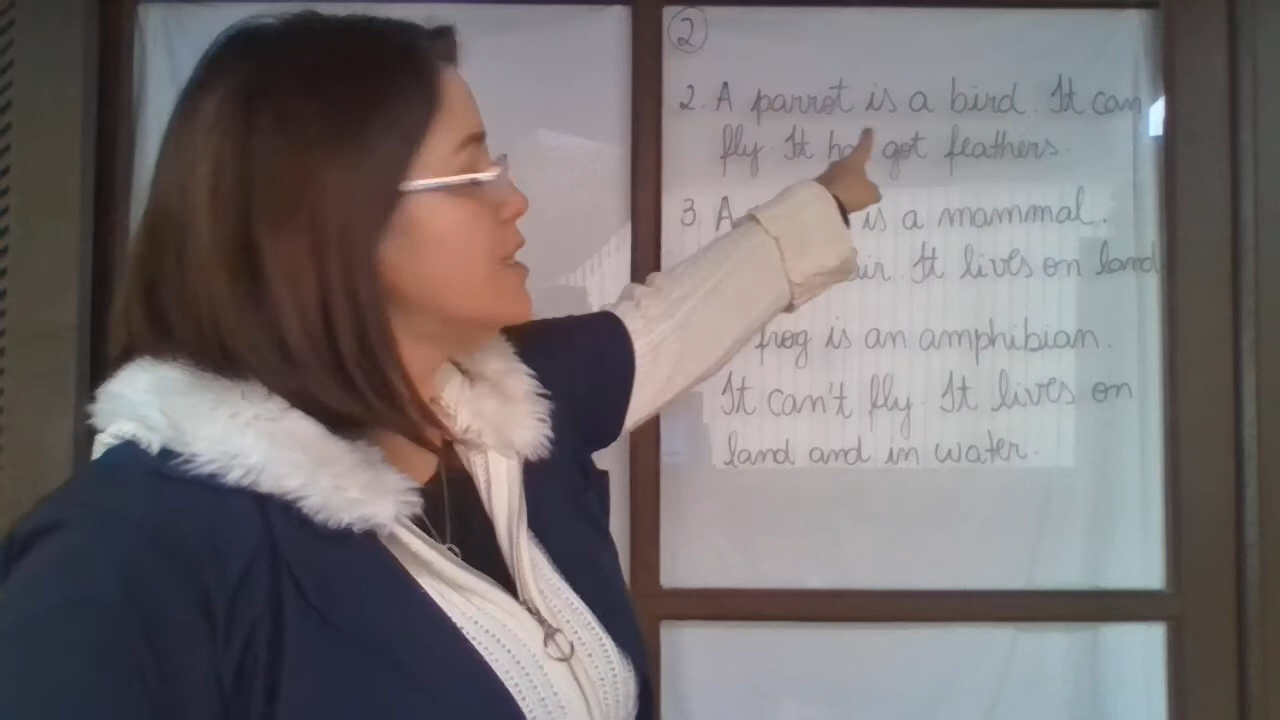 2
2. A parrot is a bird. It can
fly. It got feathers.
3. A is a mammal.
It lives on land
frog is an amphibian.
It can't fly. It lives on
land and in water.